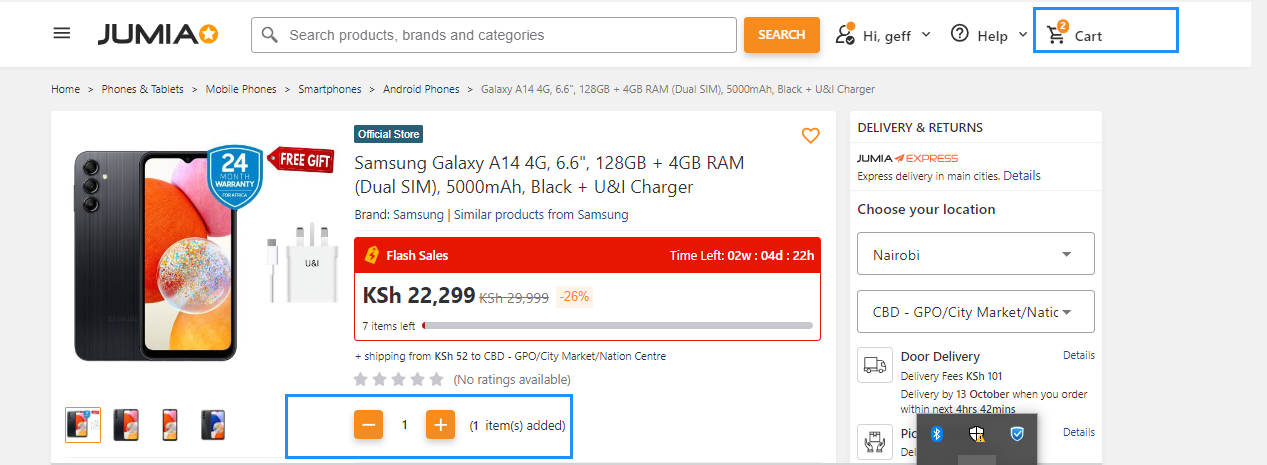 JUMIA
Search products, brands and categories
SEARCH
Hi, geff
Help
2
Cart
Home > Phones & Tablets > Mobile Phones > Smartphones > Android Phones > Galaxy A14 4G, 6.6", 128GB + 4GB RAM (Dual SIM), 5000mAh, Black + U&I Charger
24
MONTH
WARRANTY
FOR AFRICA
FREE GIFT
U&I
SAMSUNG
Official Store
Samsung Galaxy A14 4G, 6.6", 128GB + 4GB RAM
(Dual SIM), 5000mAh, Black + U&I Charger
Brand: Samsung | Similar products from Samsung
Flash Sales
Time Left: 02w : 04d : 22h
KSh 22,299 KSh 29,999 -26%
7 items left
+ shipping from KSh 52 to CBD - GPO/City Market/Nation Centre
(No ratings available)
− 1 + (1 item(s) added)
DELIVERY & RETURNS
JUMIA EXPRESS
Express delivery in main cities. Details
Choose your location
Nairobi
CBD - GPO/City Market/Natic
Door Delivery
Details
Delivery Fees KSh 101
Delivery by 13 October when you order
within next 4hrs 42mins
Pic
Details
Del